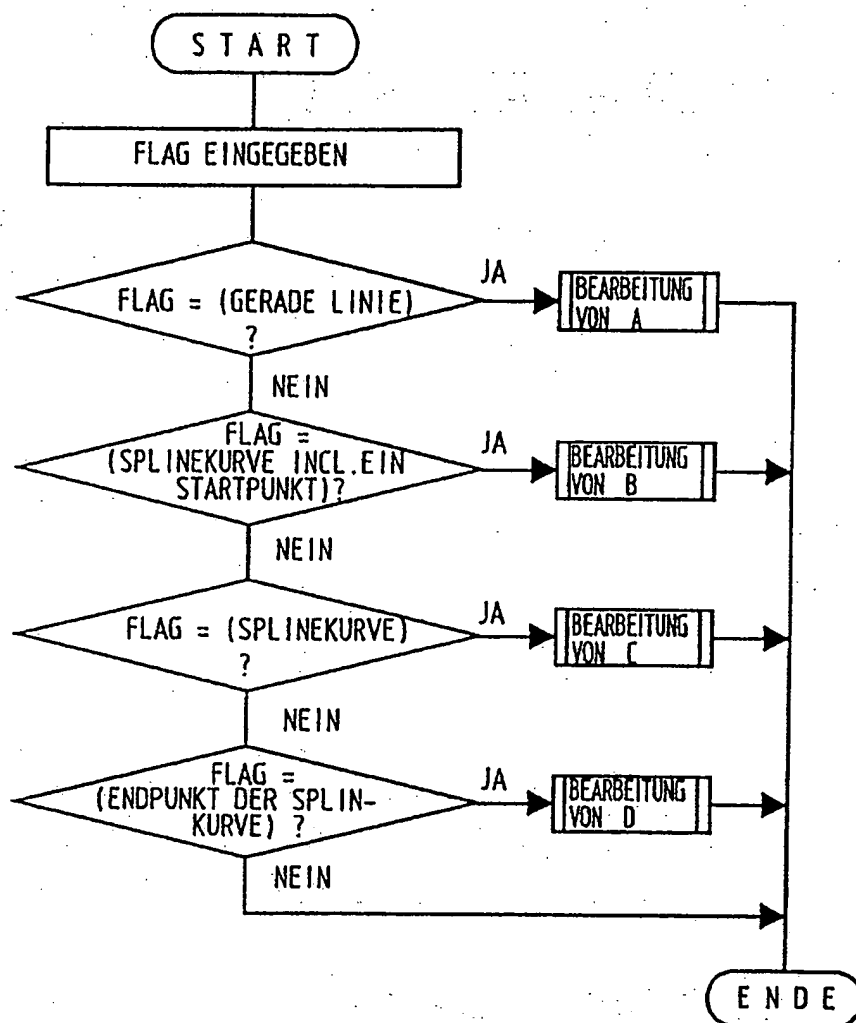 START
FLAG EINGEGEBEN
FLAG = (GERADE LINIE)
?
JA
BEARBEITUNG
VON A
NEIN
FLAG =
(SPLINEKURVE INCL.EIN
STARTPUNKT)?
JA
BEARBEITUNG
VON B
NEIN
FLAG = (SPLINEKURVE)
?
JA
BEARBEITUNG
VON C
NEIN
FLAG =
(ENDPUNKT DER SPLIN-
KURVE) ?
JA
BEARBEITUNG
VON D
NEIN
ENDE